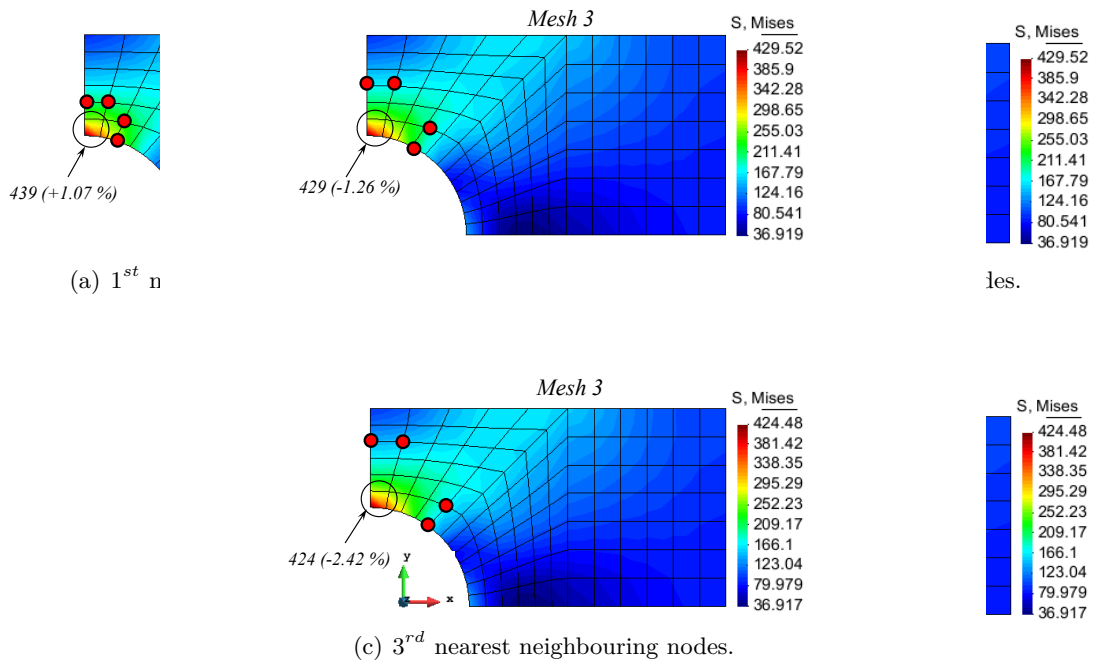 Mesh 3
S, Mises
429.52
385.9
342.28
298.65
255.03
211.41
167.79
124.16
80.541
36.919
S, Mises
429.52
385.9
342.28
298.65
255.03
211.41
167.79
124.16
80.541
36.919
439 (+1.07 %)
429 (-1.26 %)
(a) 1st n
des.
Mesh 3
S, Mises
424.48
381.42
338.35
295.29
252.23
209.17
166.1
123.04
79.979
36.917
S, Mises
424.48
381.42
338.35
295.29
252.23
209.17
166.1
123.04
79.979
36.917
424 (-2.42 %)
y
x
(c) 3rd nearest neighbouring nodes.